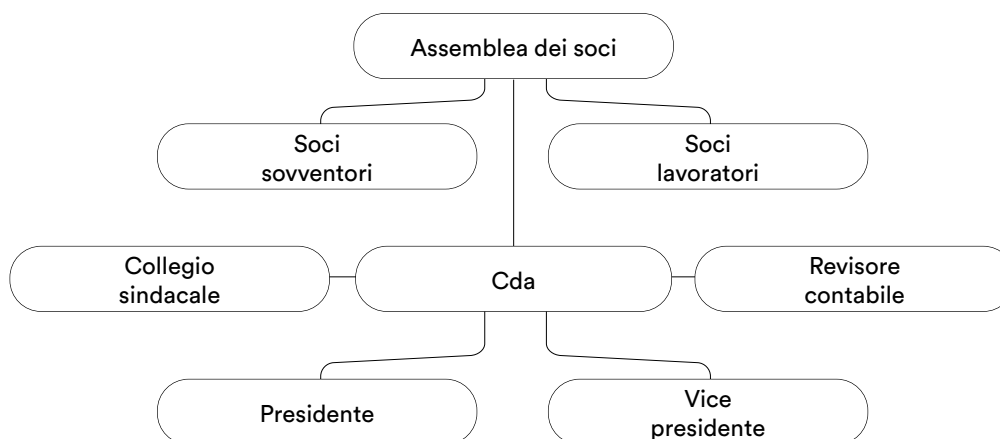 Assemblea dei soci
Soci
sovventori
Soci
lavoratori
Collegio
sindacale
Cda
Revisore
contabile
Presidente
Vice
presidente